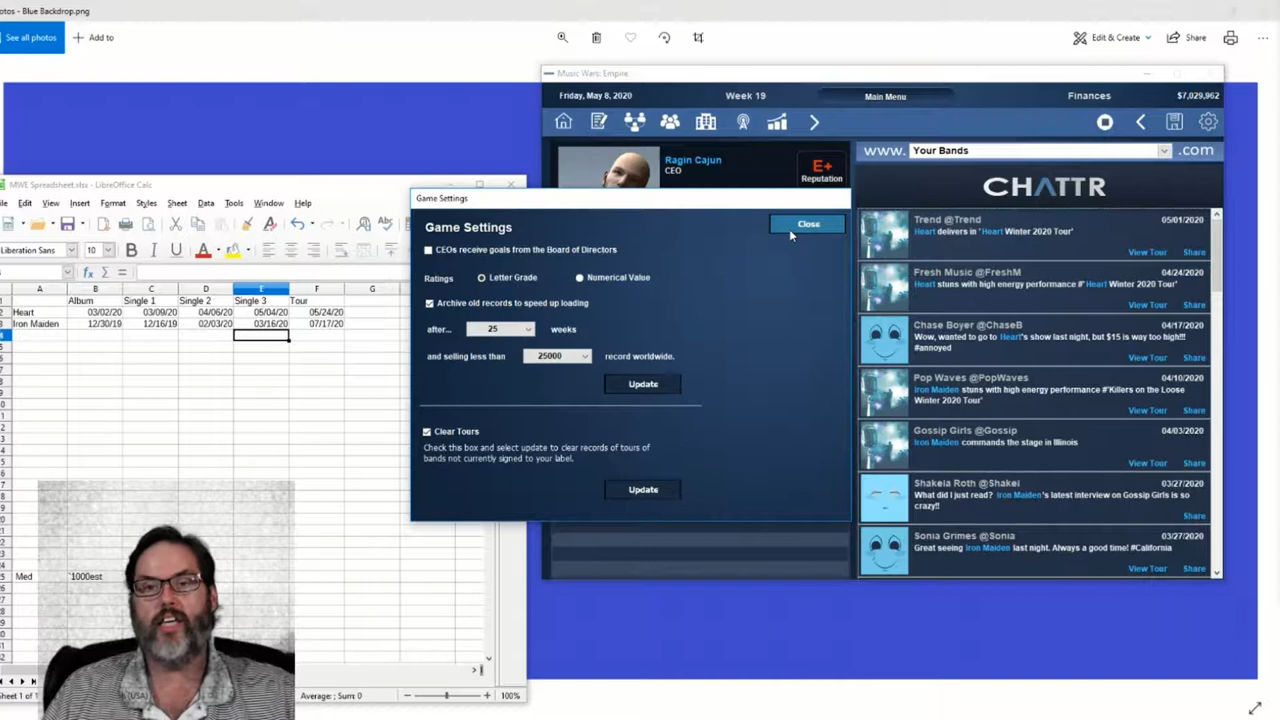 otos - Blue Backdrop.png
See all photos
Add to
Edit & Create
Share
Music Wars: Empire
Friday, May 8, 2020
Week 19
Main Menu
Finances
$7,029,962
Ragin Cajun
CEO
E+
Reputation
www.
Your Bands
.com
CHATTR
Trend @Trend
05/01/2020
Heart delivers in 'Heart Winter 2020 Tour'
View Tour
Share
Fresh Music @FreshM
04/24/2020
Heart stuns with high energy performance #'Heart Winter 2020 Tour'
View Tour
Share
Chase Boyer @ChaseB
04/17/2020
Wow, wanted to go to Heart's show last night, but $15 is way too high!!!
#annoyed
View Tour
Share
Pop Waves @PopWaves
04/10/2020
Iron Maiden stuns with high energy performance #'Killers on the Loose
Winter 2020 Tour'
View Tour
Share
Gossip Girls @Gossip
04/03/2020
Iron Maiden commands the stage in Illinois
View Tour
Share
Shakela Roth @Shakel
03/27/2020
What did I just read? Iron Maiden's latest interview on Gossip Girls is so
crazy!!
Share
Sonia Grimes @Sonia
03/27/2020
Great seeing Iron Maiden last night. Always a good time! #California
View Tour
Share
Game Settings
Game Settings
Close
CEOs receive goals from the Board of Directors
Ratings
Letter Grade
Numerical Value
Archive old records to speed up loading
after...
25
weeks
and selling less than
25000
record worldwide.
Update
Clear Tours
Check this box and select update to clear records of tours of
bands not currently signed to your label.
Update
MWE Spreadsheet.xlsx - LibreOffice Calc
File Edit View Insert Format Styles Sheet Data Tools Window Help
Liberation Sans
10
A B C D E F G
Album Single 1 Single 2 Single 3 Tour
Heart 03/02/20 03/09/20 04/06/20 05/04/20 05/24/20
Iron Maiden 12/30/19 12/16/19 02/03/20 03/16/20 07/17/20
Med
`1000est
Sheet 1 of 1
(USA)
Average: ; Sum: 0
100%